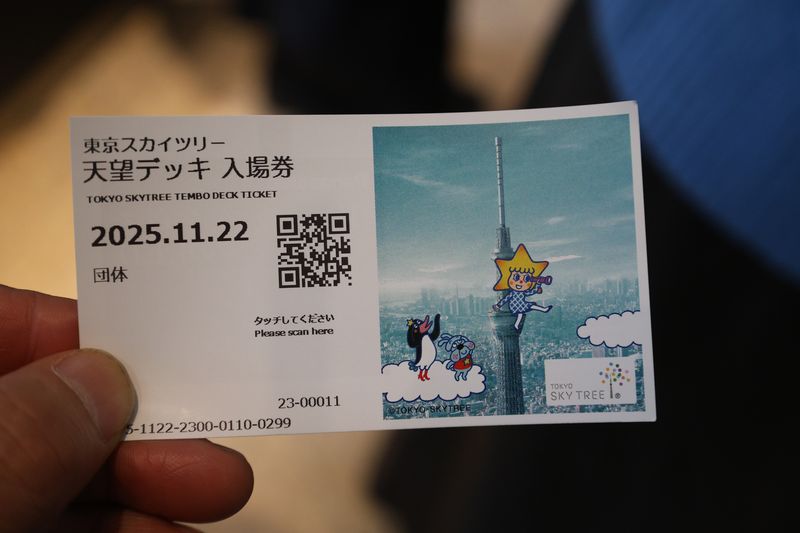 東京スカイツリー
天望デッキ 入場券
TOKYO SKYTREE TEMBO DECK TICKET
2025.11.22
団体
タッチしてください
Please scan here
23-00011
5-1122-2300-0110-0299
©TOKYO-SKYTREE
TOKYO
SKYTREE®